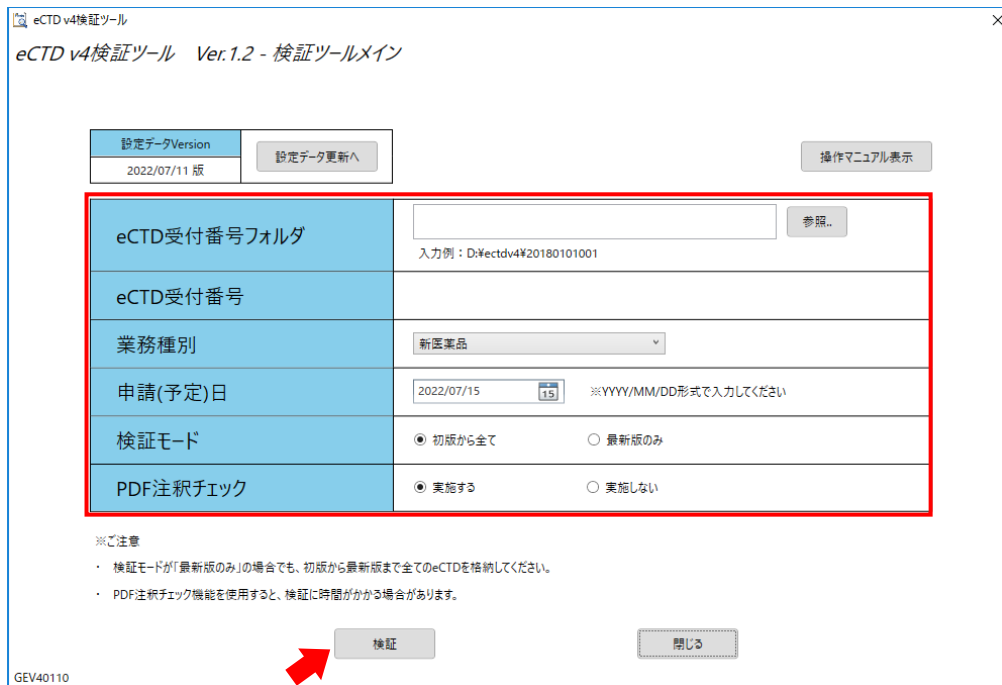 eCTD v4検証ツール
eCTD v4検証ツール　Ver.1.2 - 検証ツールメイン
設定データVersion
2022/07/11 版
設定データ更新へ
操作マニュアル表示
eCTD受付番号フォルダ
参照..
入力例：D:¥ectdv4¥20180101001
eCTD受付番号
業務種別
新医薬品
申請(予定)日
2022/07/15
15
※YYYY/MM/DD形式で入力してください
検証モード
初版から全て
最新版のみ
PDF注釈チェック
実施する
実施しない
※ご注意
・ 検証モードが「最新版のみ」の場合でも、初版から最新版まで全てのeCTDを格納してください。
・ PDF注釈チェック機能を使用すると、検証に時間がかかる場合があります。
検証
閉じる
GEV40110